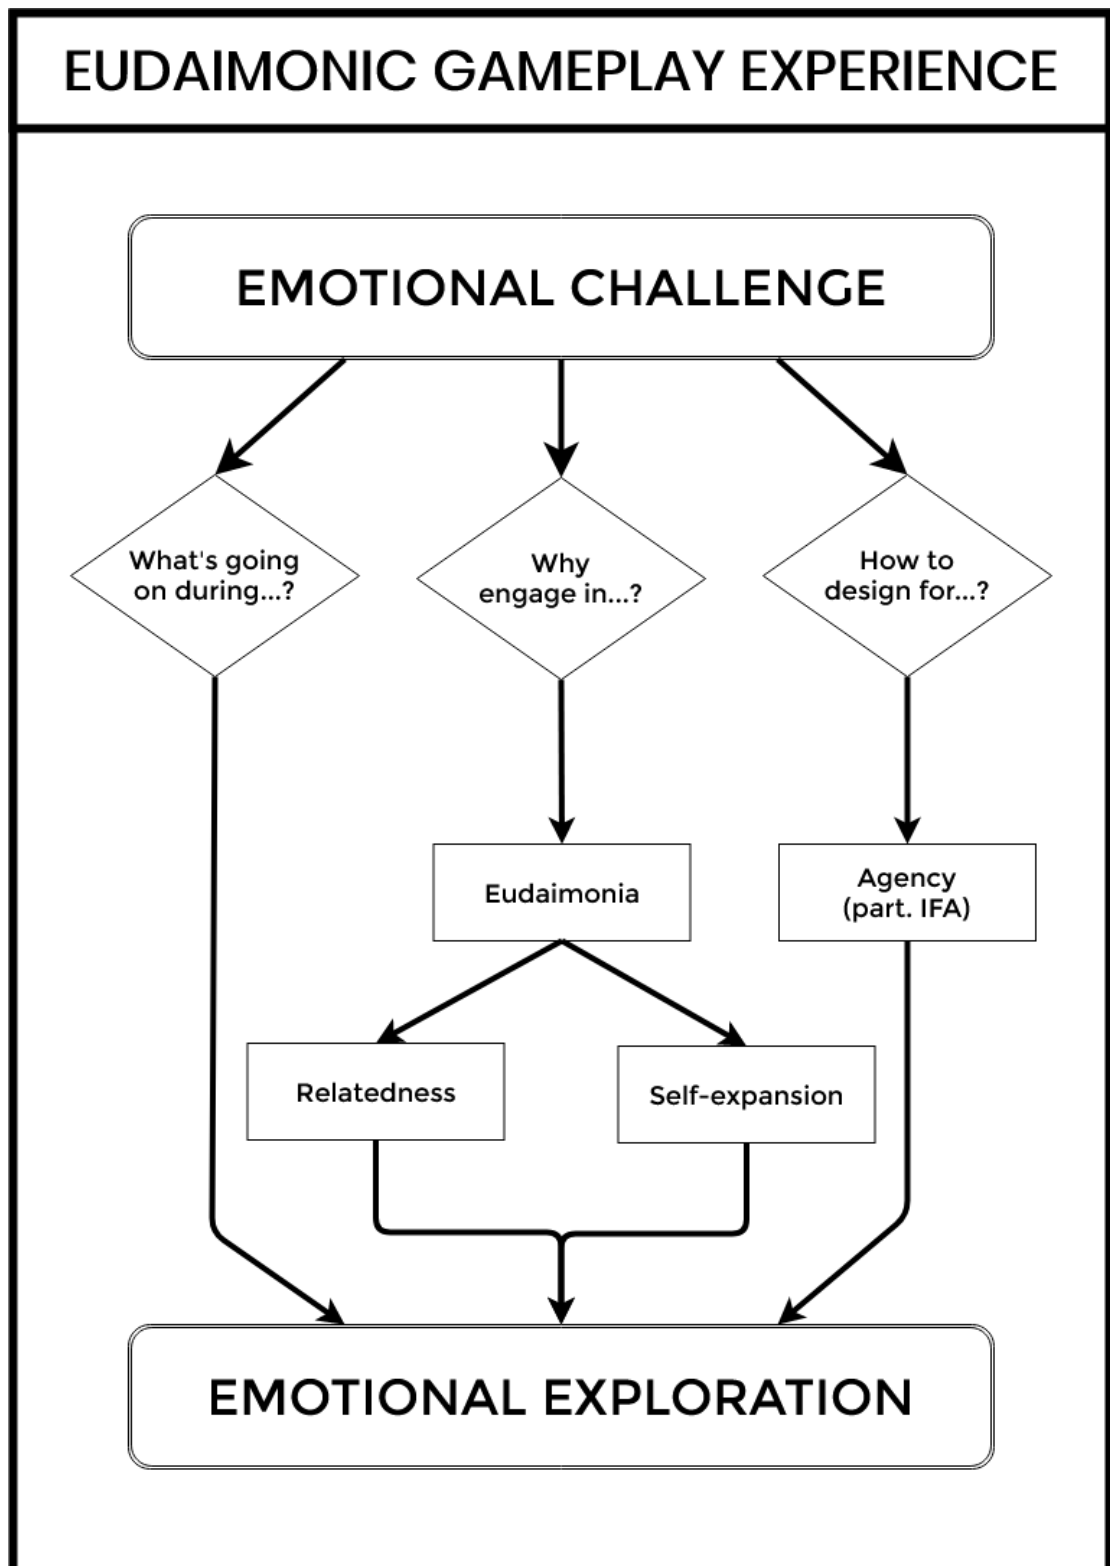 EUDAIMONIC GAMEPLAY EXPERIENCE
EMOTIONAL CHALLENGE
What's going
on during...?
Why
engage in...?
How to
design for...?
Eudaimonia
Agency
(part. IFA)
Relatedness
Self-expansion
EMOTIONAL EXPLORATION